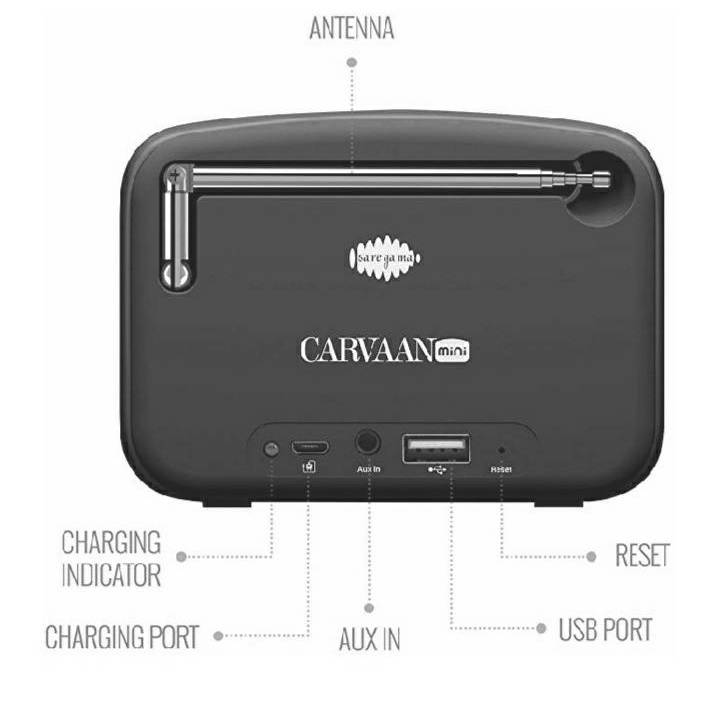 ANTENNA
saregama
CARVAAN mini
Aux In
Reset
CHARGING
INDICATOR
RESET
CHARGING PORT
AUX IN
USB PORT